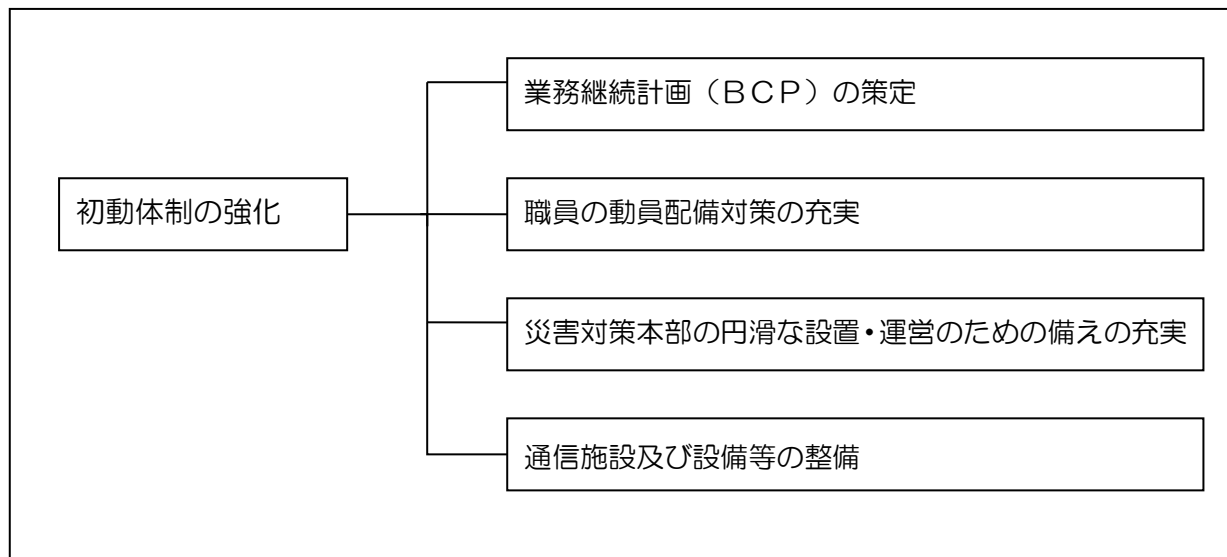 業務継続計画（ＢＣＰ）の策定
初動体制の強化
職員の動員配備対策の充実
災害対策本部の円滑な設置・運営のための備えの充実
通信施設及び設備等の整備